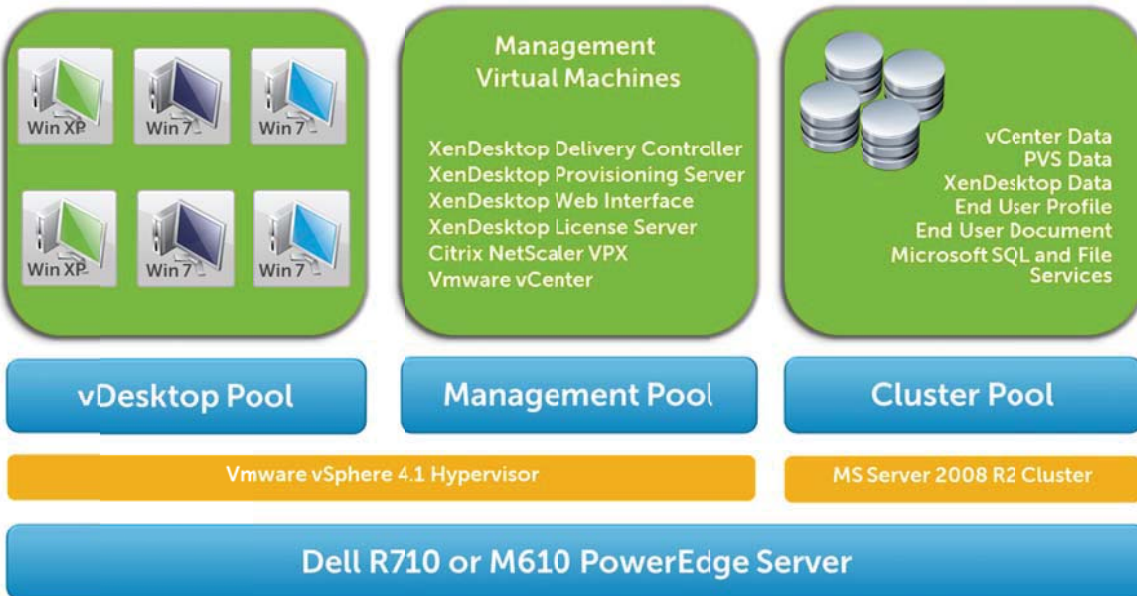 Win XP
Win 7
Win 7
Win XP
Win 7
Win 7
Management
Virtual Machines
XenDesktop Delivery Controller
XenDesktop Provisioning Server
XenDesktop Web Interface
XenDesktop License Server
Citrix NetScaler VPX
Vmware vCenter
vCenter Data
PVS Data
XenDesktop Data
End User Profile
End User Document
Microsoft SQL and File
Services
vDesktop Pool
Management Pool
Cluster Pool
Vmware vSphere 4.1 Hypervisor
MS Server 2008 R2 Cluster
Dell R710 or M610 PowerEdge Server